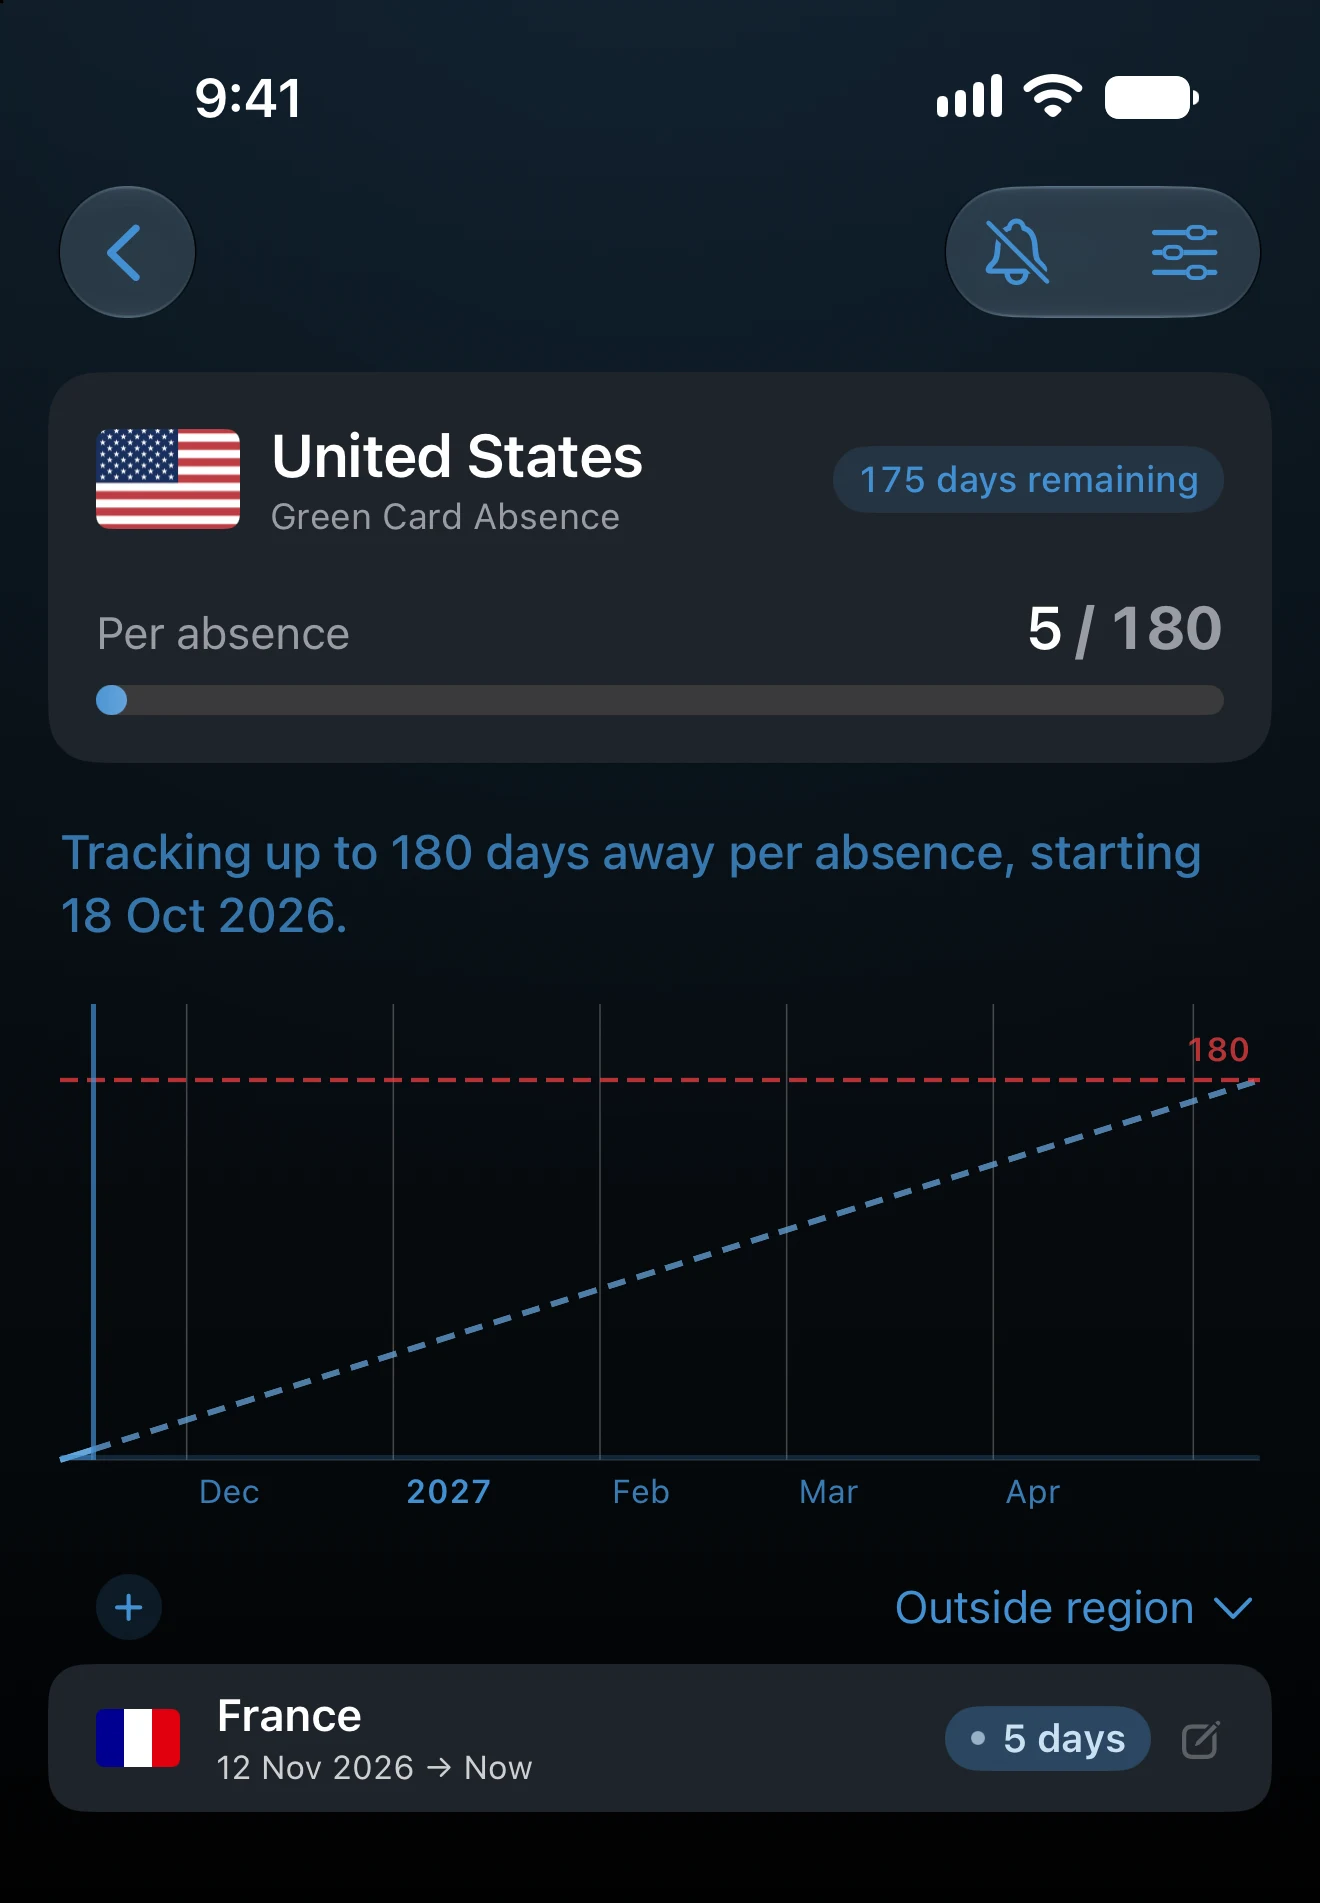 9:41
United States
Green Card Absence
175 days remaining
Per absence
5 / 180
Tracking up to 180 days away per absence, starting
18 Oct 2026.
180
Dec
2027
Feb
Mar
Apr
Outside region
France
12 Nov 2026 → Now
• 5 days